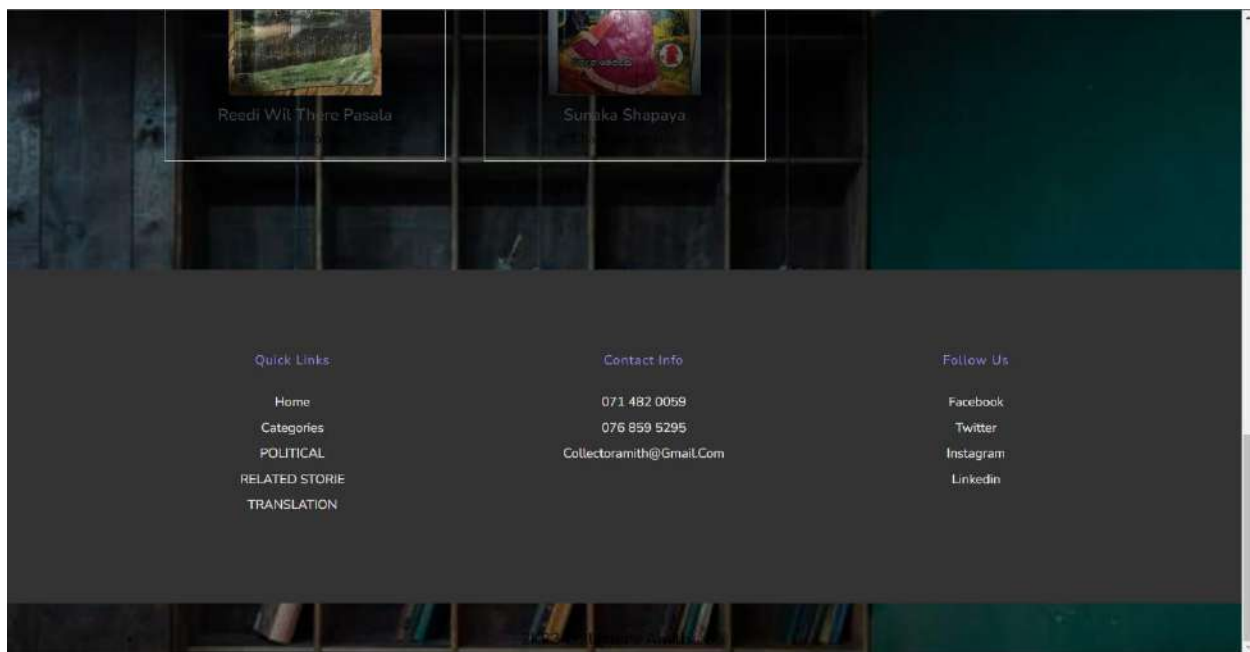 Reedi Wil There Pasala
Sunaka Shapaya
Quick Links
Home
Categories
POLITICAL
RELATED STORIE
TRANSLATION
Contact Info
071 482 0059
076 859 5295
Collectoramith@Gmail.Com
Follow Us
Facebook
Twitter
Instagram
Linkedin